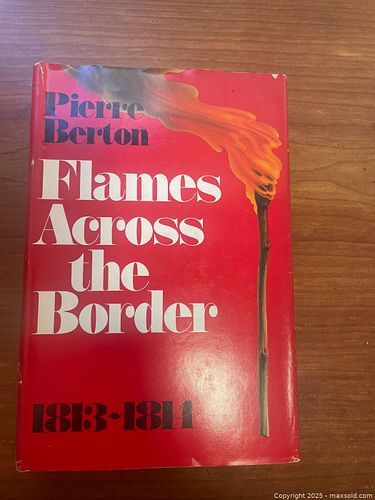 Pierre
Berton
Flames
Across
the
Border
1813-1814
Copyright 2025 - maxsold.com